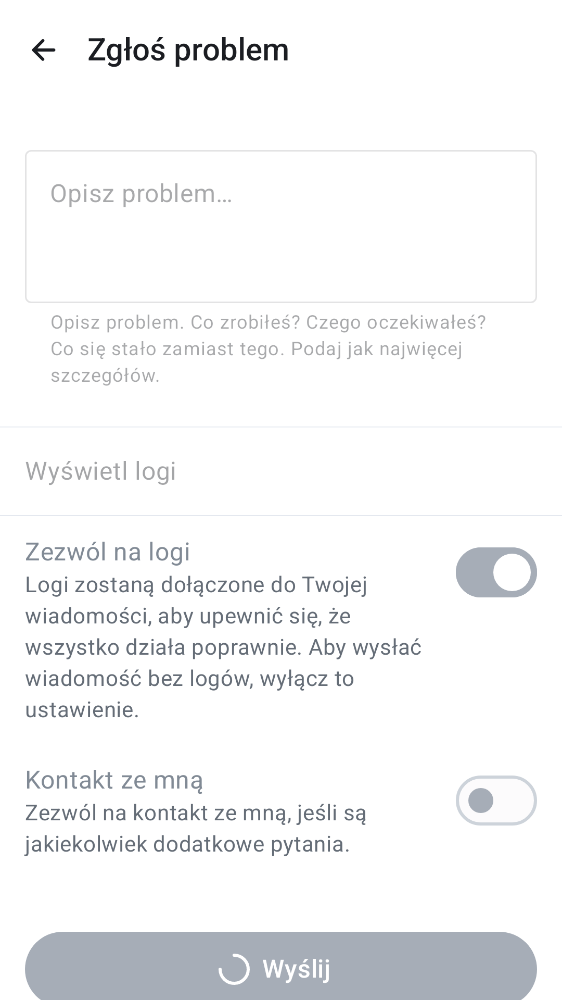 Zgłoś problem
Opisz problem…
Opisz problem. Co zrobiłeś? Czego oczekiwałeś?
Co się stało zamiast tego. Podaj jak najwięcej
szczegółów.
Wyświetl logi
Zezwól na logi
Logi zostaną dołączone do Twojej
wiadomości, aby upewnić się, że
wszystko działa poprawnie. Aby wysłać
wiadomość bez logów, wyłącz to
ustawienie.
Kontakt ze mną
Zezwól na kontakt ze mną, jeśli są
jakiekolwiek dodatkowe pytania.
Wyślij